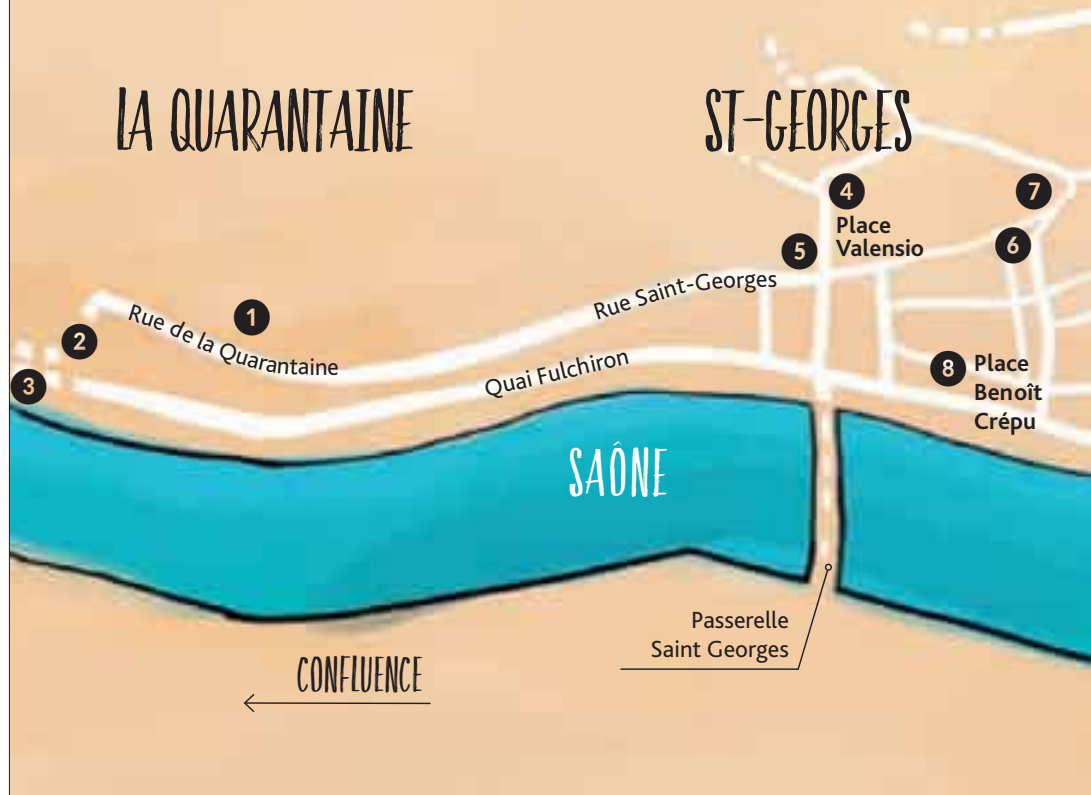 LA QUARANTAINE
ST-GEORGES
4
7
Place
Valensio
5
6
1
Rue de la Quarantaine
Rue Saint-Georges
2
3
Quai Fulchiron
8
Place
Benoît
Crépu
SAÔNE
Passerelle
Saint Georges
CONFLUENCE